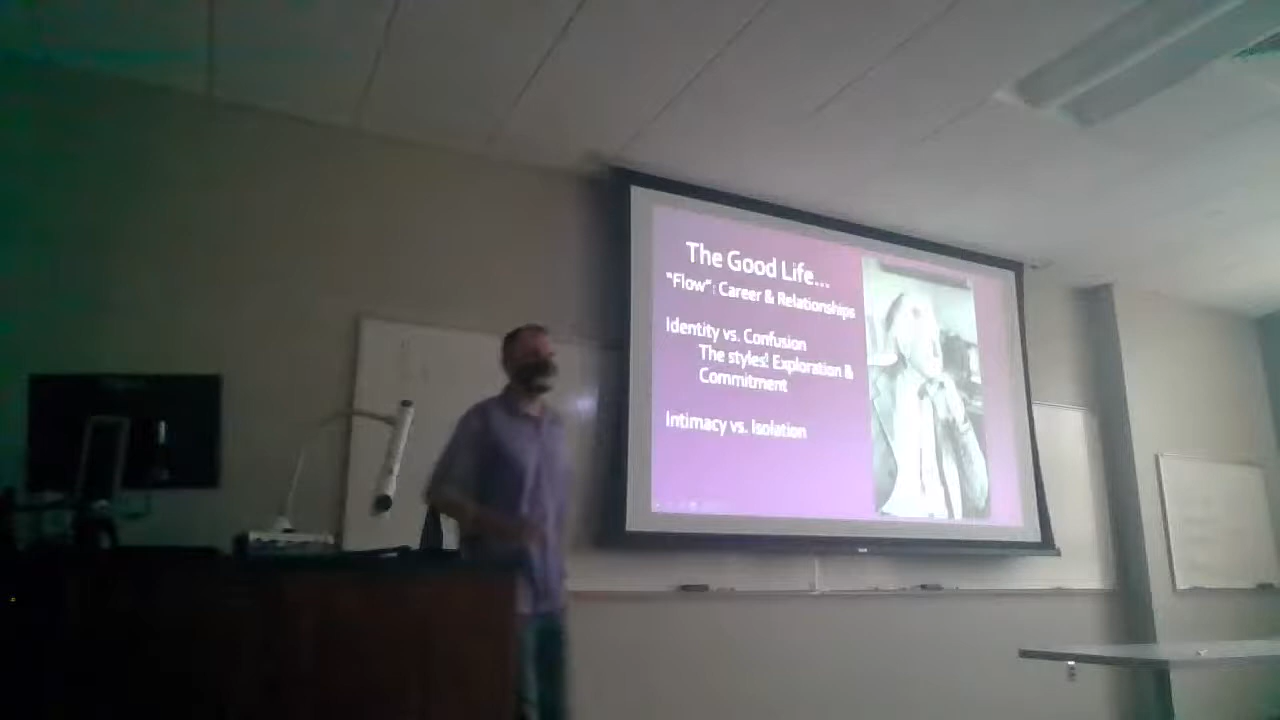 The Good Life...
"Flow": Career & Relationships
Identity vs. Confusion
The styles: Exploration &
Commitment
Intimacy vs. Isolation